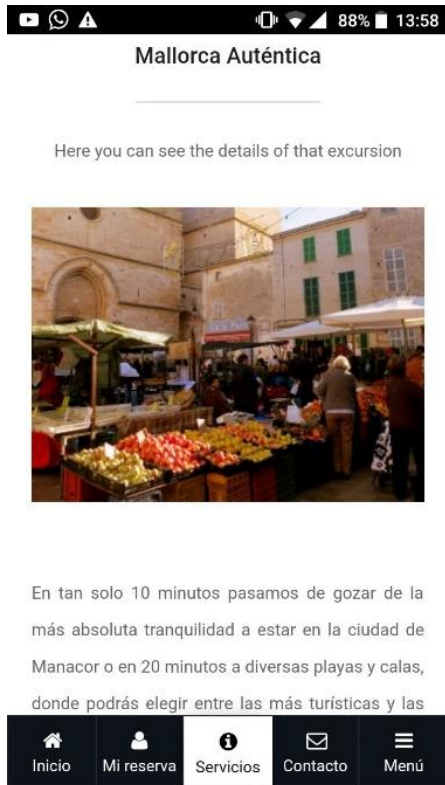 88% 13:58
Mallorca Auténtica
Here you can see the details of that excursion
En tan solo 10 minutos pasamos de gozar de la
más absoluta tranquilidad a estar en la ciudad de
Manacor o en 20 minutos a diversas playas y calas,
donde podrás elegir entre las más turísticas y las
Inicio Mi reserva Servicios Contacto Menú